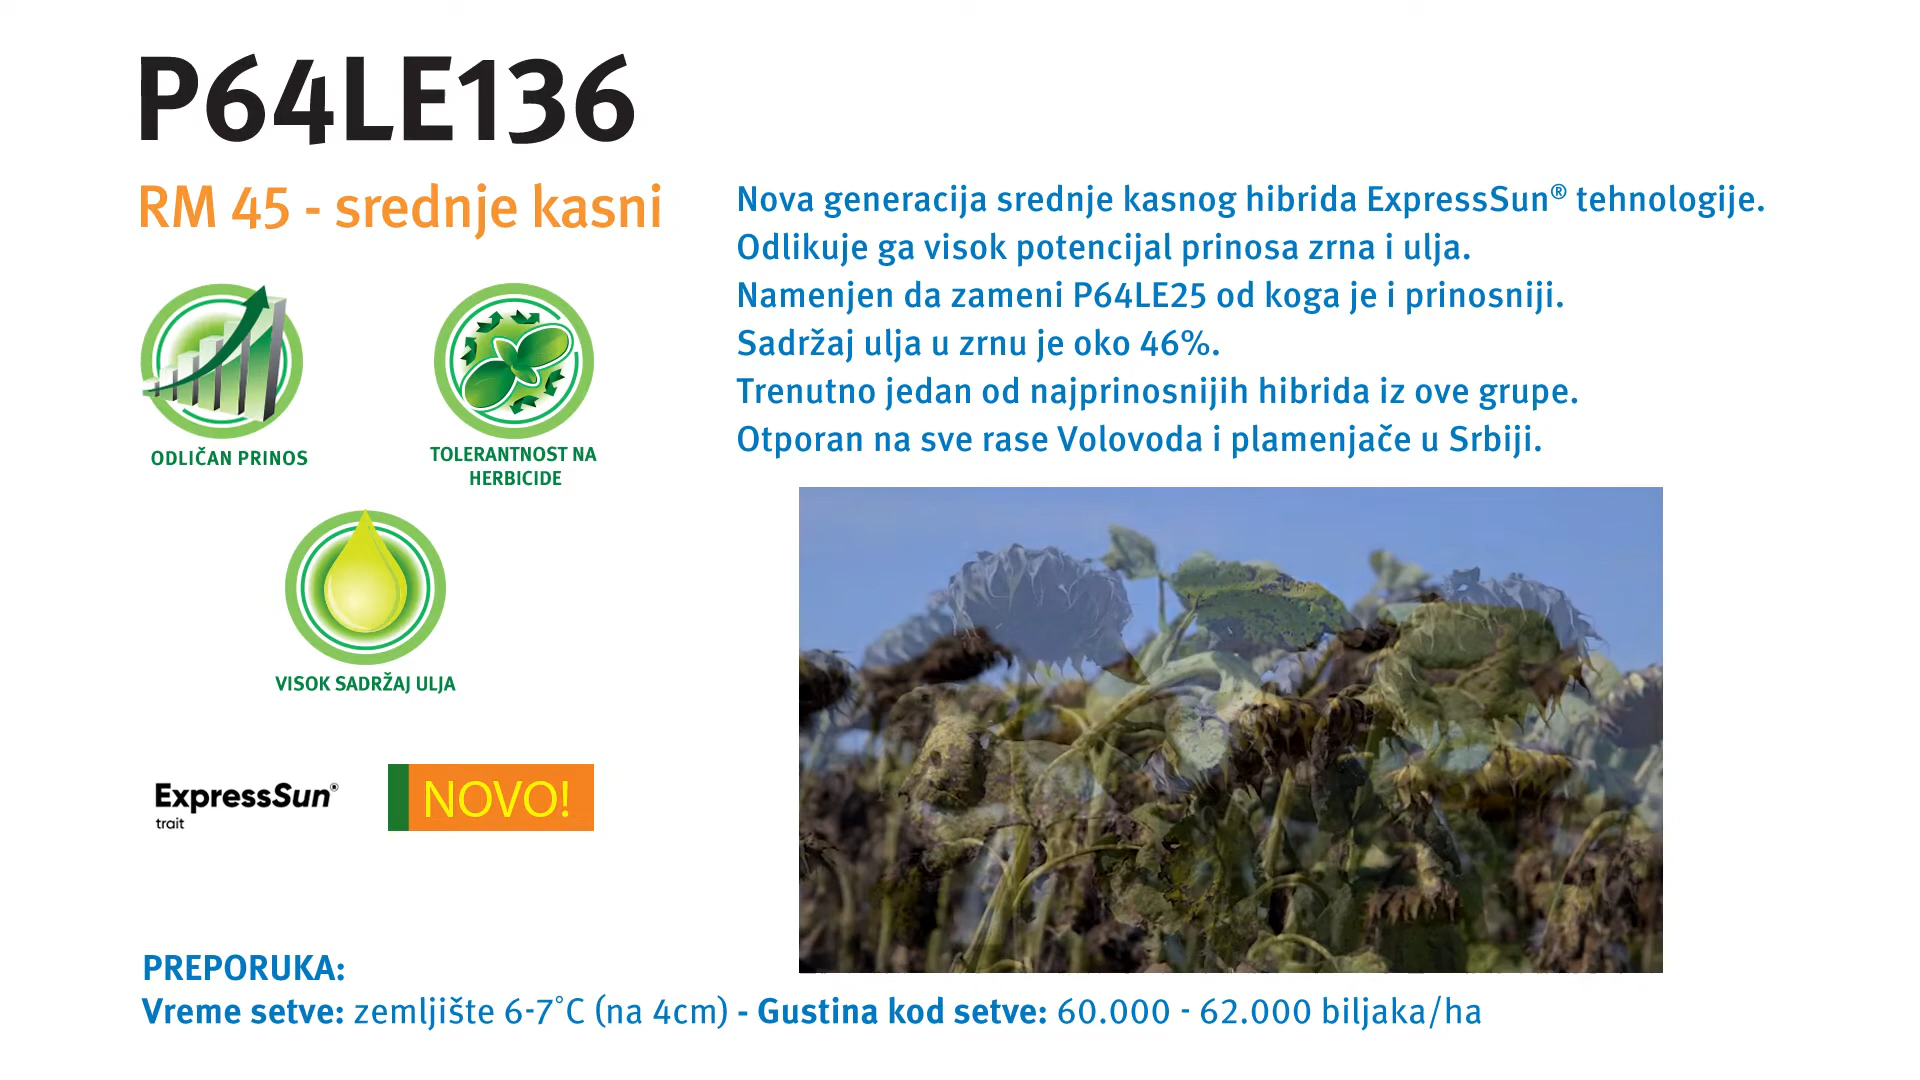 P64LE136
RM 45 - srednje kasni
ODLIČAN PRINOS
TOLERANTNOST NA
HERBICIDE
VISOK SADRŽAJ ULJA
ExpressSun®
trait
NOVO!
Nova generacija srednje kasnog hibrida ExpressSun® tehnologije.
Odlikuje ga visok potencijal prinosa zrna i ulja.
Namenjen da zameni P64LE25 od koga je i prinosniji.
Sadržaj ulja u zrnu je oko 46%.
Trenutno jedan od najprinosnijih hibrida iz ove grupe.
Otporan na sve rase Volovoda i plamenjače u Srbiji.
PREPORUKA:
Vreme setve: zemljište 6-7°C (na 4cm) - Gustina kod setve: 60.000 - 62.000 biljaka/ha